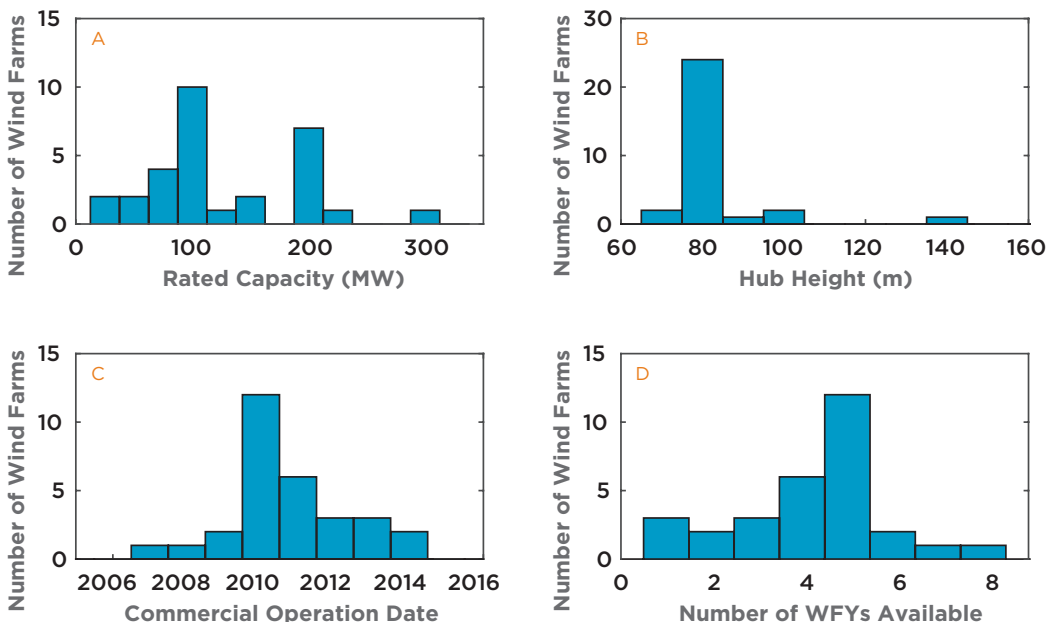 A
Number of Wind Farms
15
10
5
0
0 100 200 300
Rated Capacity (MW)
B
Number of Wind Farms
30
20
10
0
60 80 100 120 140 160
Hub Height (m)
C
Number of Wind Farms
15
10
5
0
2006 2008 2010 2012 2014 2016
Commercial Operation Date
D
Number of Wind Farms
15
10
5
0
0 2 4 6 8
Number of WFYs Available